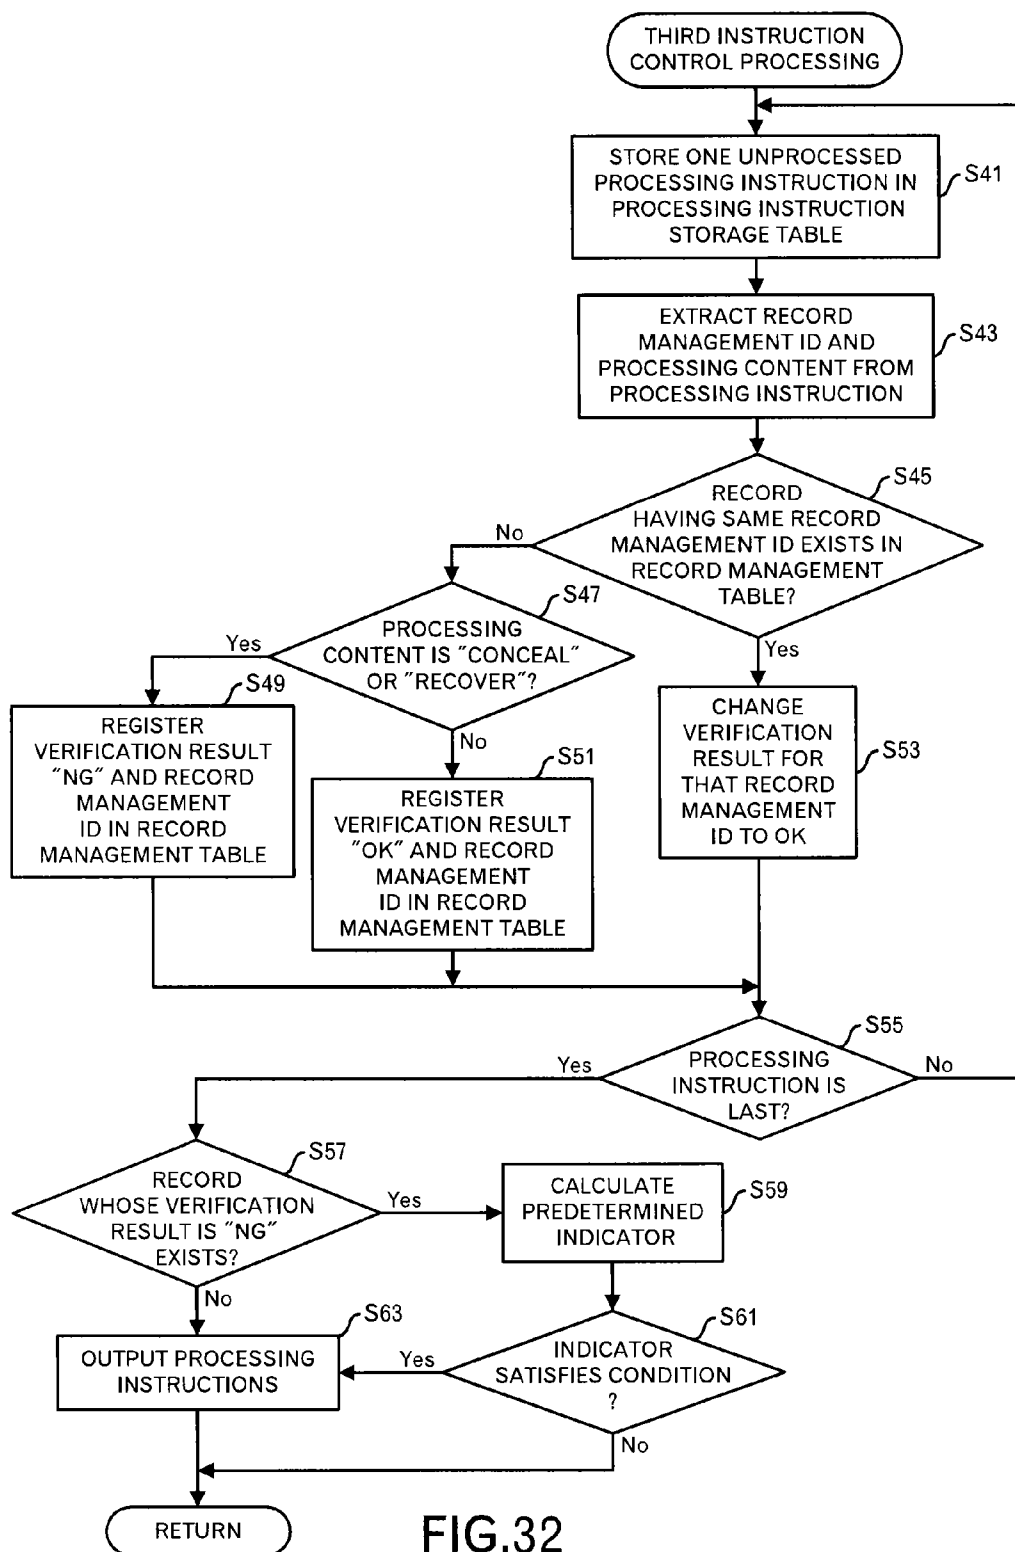 THIRD INSTRUCTION
CONTROL PROCESSING
STORE ONE UNPROCESSED
PROCESSING INSTRUCTION IN
PROCESSING INSTRUCTION
STORAGE TABLE
S41
EXTRACT RECORD
MANAGEMENT ID AND
PROCESSING CONTENT FROM
PROCESSING INSTRUCTION
S43
RECORD
HAVING SAME RECORD
MANAGEMENT ID EXISTS IN
RECORD MANAGEMENT
TABLE?
S45
No
Yes
PROCESSING
CONTENT IS "CONCEAL"
OR "RECOVER"?
S47
Yes
No
REGISTER
VERIFICATION RESULT
"NG" AND RECORD
MANAGEMENT
ID IN RECORD
MANAGEMENT TABLE
S49
REGISTER
VERIFICATION RESULT
"OK" AND RECORD
MANAGEMENT
ID IN RECORD
MANAGEMENT TABLE
S51
CHANGE
VERIFICATION
RESULT FOR
THAT RECORD
MANAGEMENT
ID TO OK
S53
PROCESSING
INSTRUCTION IS
LAST?
S55
Yes
No
RECORD
WHOSE VERIFICATION
RESULT IS "NG"
EXISTS?
S57
Yes
No
CALCULATE
PREDETERMINED
INDICATOR
S59
INDICATOR
SATISFIES CONDITION
?
S61
Yes
No
OUTPUT PROCESSING
INSTRUCTIONS
S63
RETURN
FIG.32